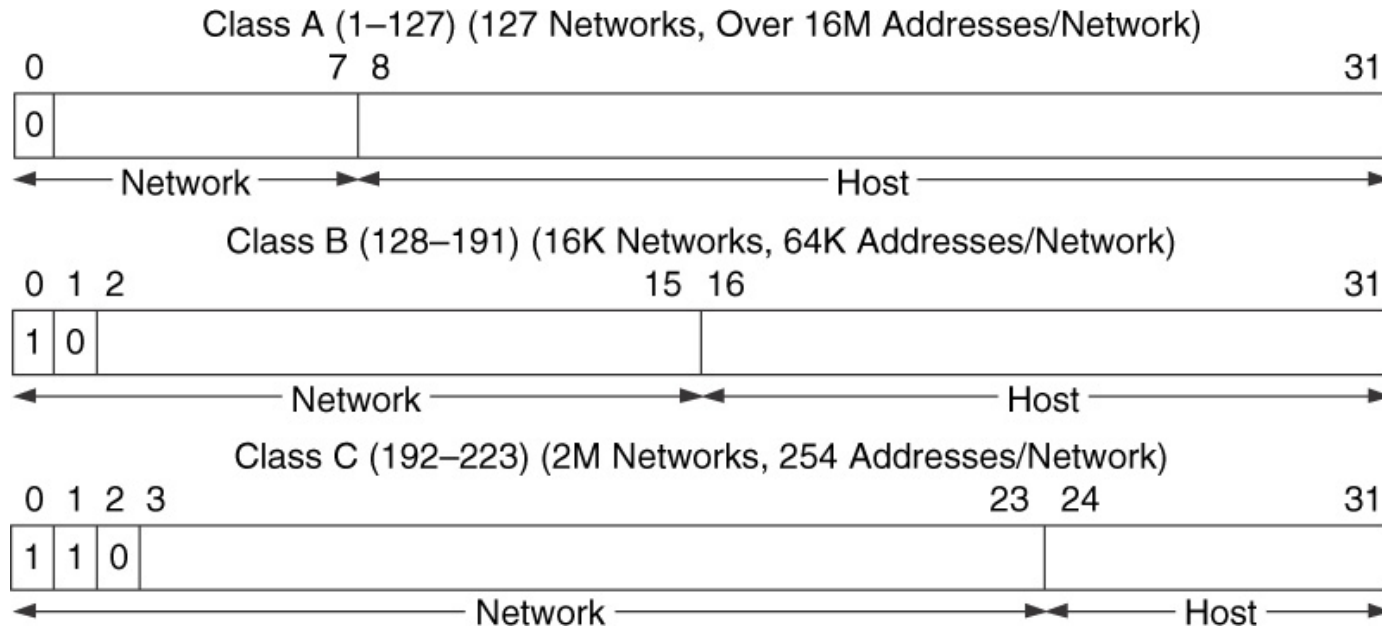 Class A (1–127) (127 Networks, Over 16M Addresses/Network)
0 7 8 31
0
Network Host
Class B (128–191) (16K Networks, 64K Addresses/Network)
0 1 2 15 16 31
1 0
Network Host
Class C (192–223) (2M Networks, 254 Addresses/Network)
0 1 2 3 23 24 31
1 1 0
Network Host